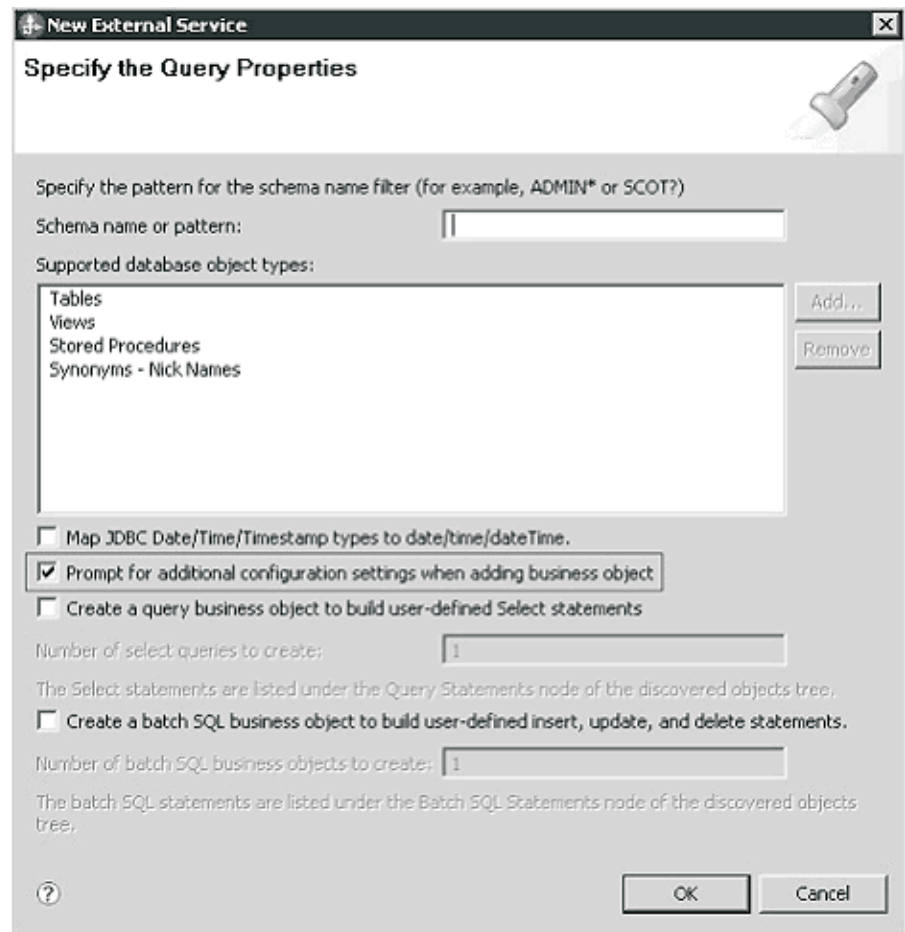 New External Service
Specify the Query Properties
Specify the pattern for the schema name filter (for example, ADMIN* or SCOT?)
Schema name or pattern:
Supported database object types:
Tables
Views
Stored Procedures
Synonyms - Nick Names
Add...
Remove
Map JDBC Date/Time/Timestamp types to date/time/dateTime.
Prompt for additional configuration settings when adding business object
Create a query business object to build user-defined Select statements
Number of select queries to create: 1
The Select statements are listed under the Query Statements node of the discovered objects tree.
Create a batch SQL business object to build user-defined insert, update, and delete statements.
Number of batch SQL business objects to create: 1
The batch SQL statements are listed under the Batch SQL Statements node of the discovered objects
tree.
?
OK Cancel